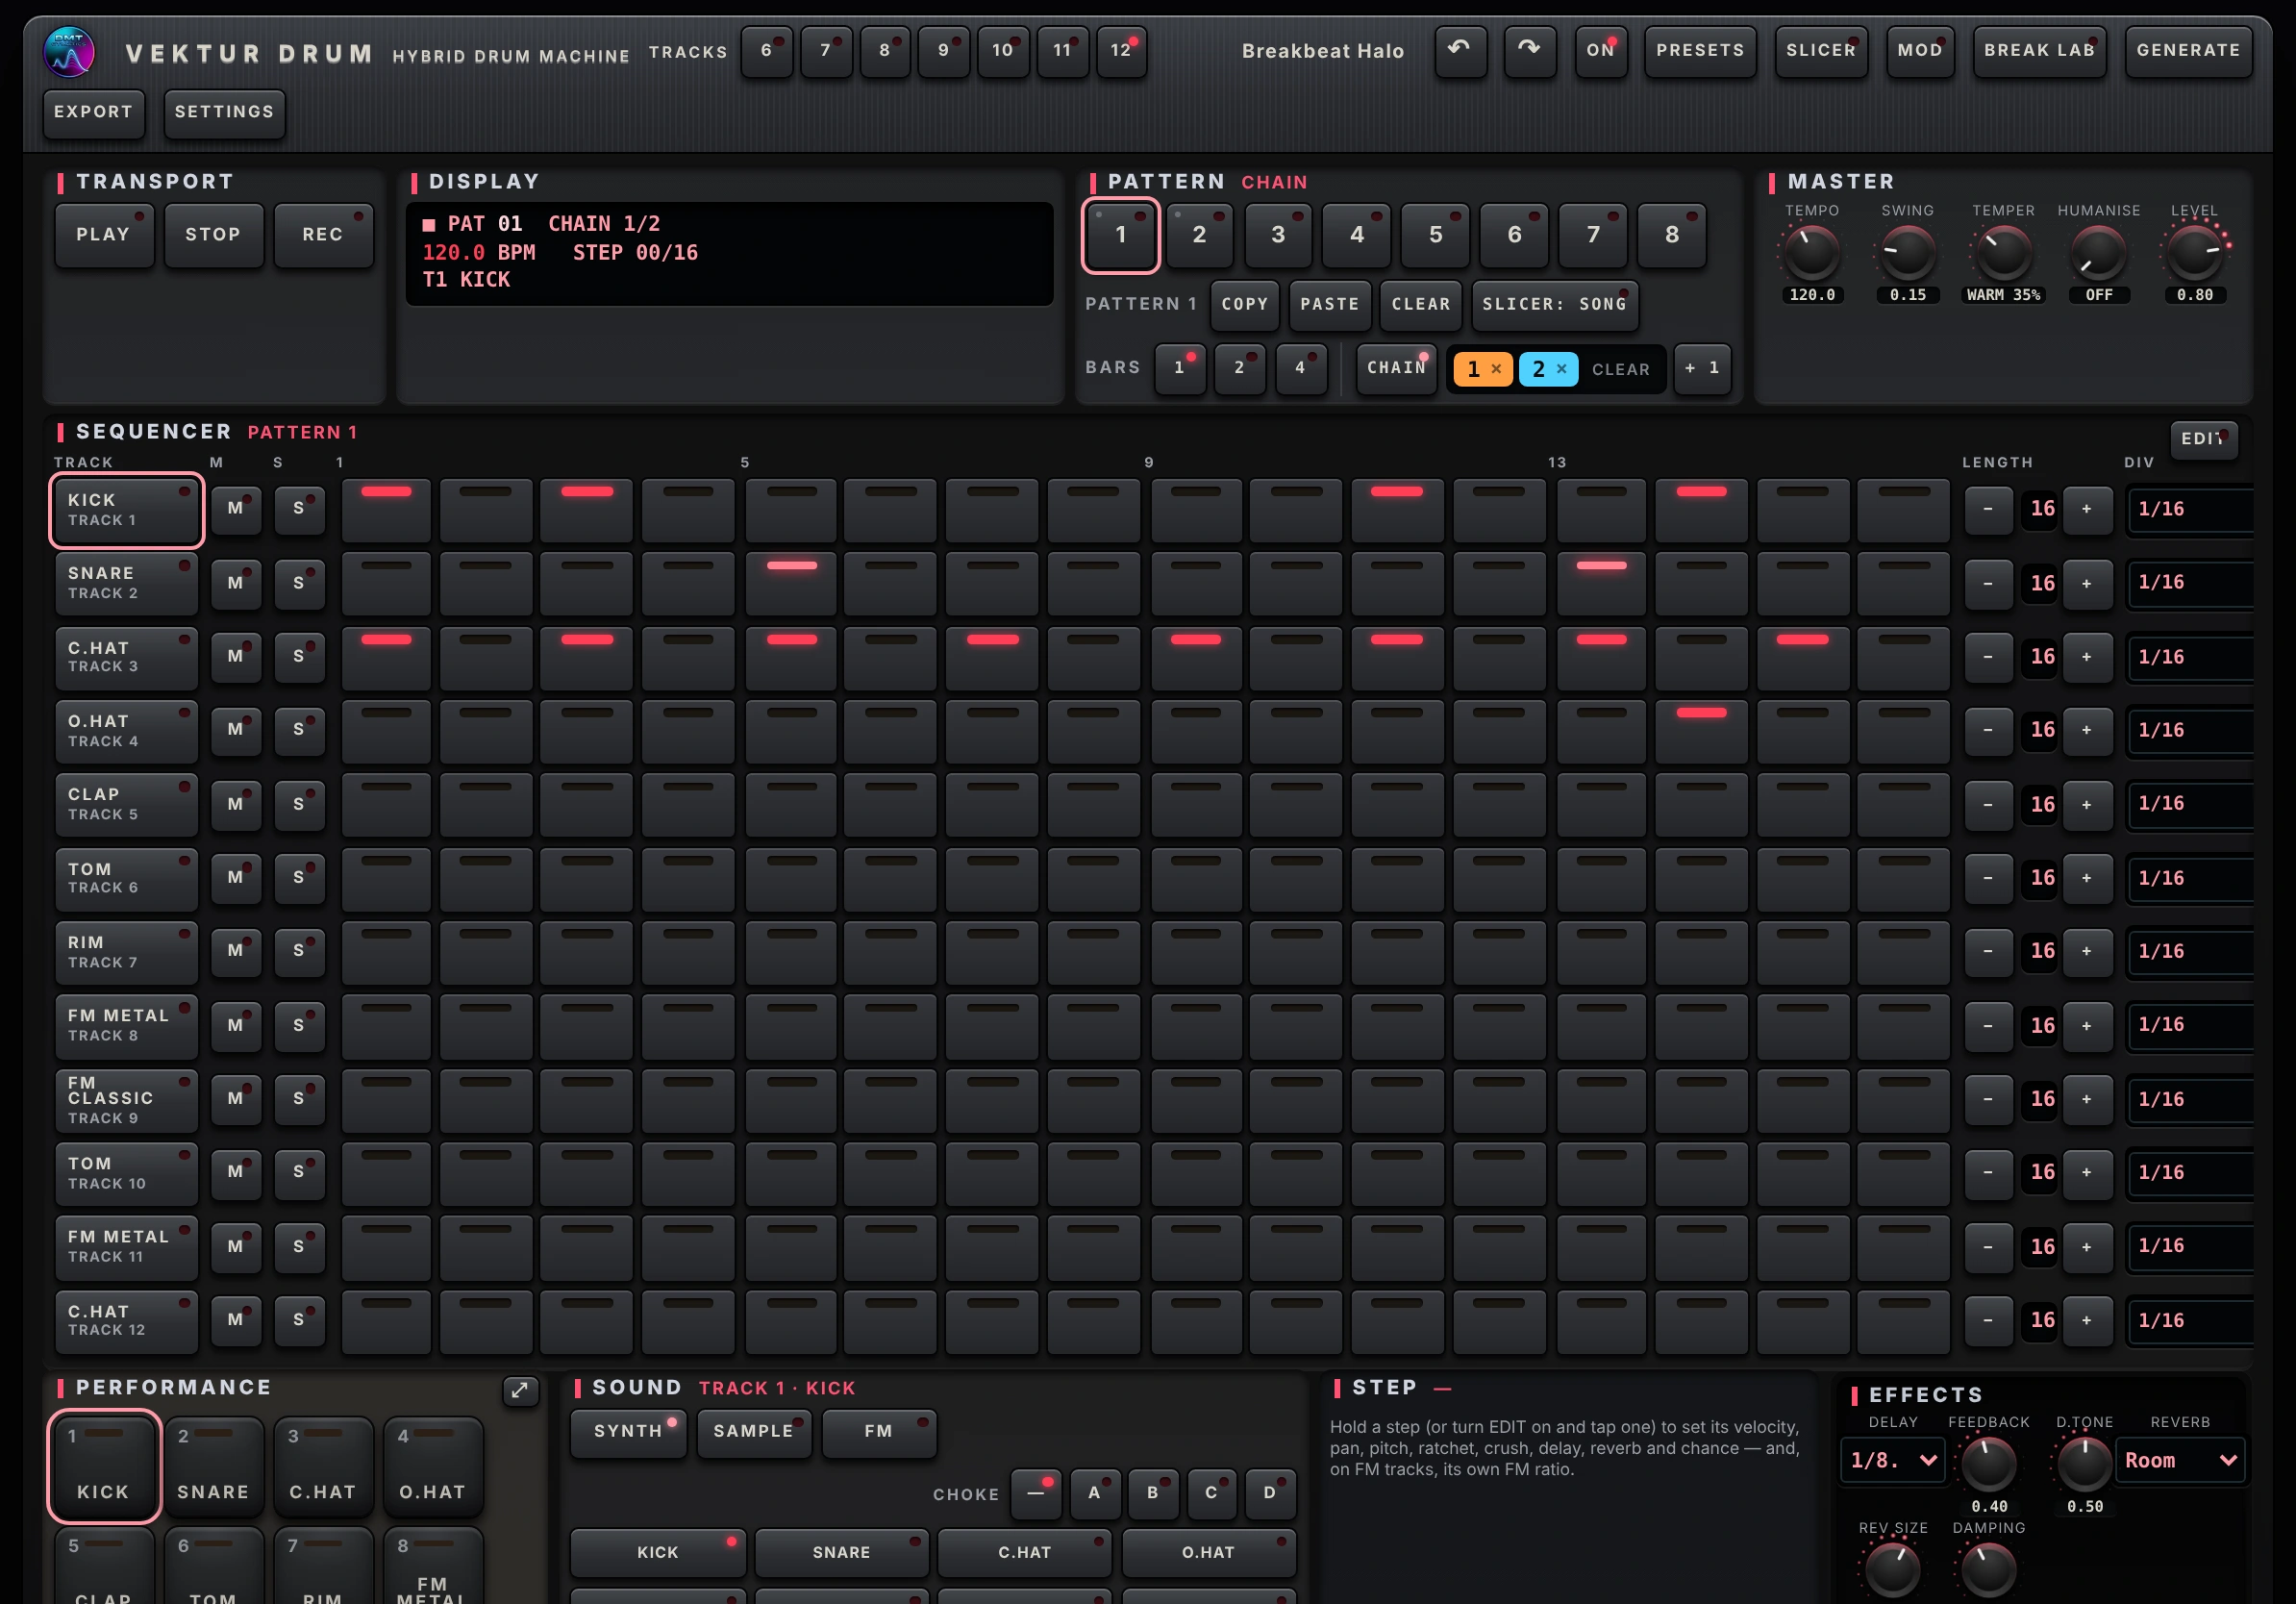 VEKTUR DRUM HYBRID DRUM MACHINE TRACKS 6 7 8 9 10 11 12 Breakbeat Halo ↶ ↷ ON PRESETS SLICER MOD BREAK LAB GENERATE
EXPORT SETTINGS
TRANSPORT
PLAY STOP REC
DISPLAY
■ PAT 01 CHAIN 1/2
120.0 BPM STEP 00/16
T1 KICK
PATTERN CHAIN
1 2 3 4 5 6 7 8
PATTERN 1 COPY PASTE CLEAR SLICER: SONG
BARS 1 2 4 CHAIN 1 × 2 × CLEAR + 1
MASTER
TEMPO SWING TEMPER HUMANISE LEVEL
120.0 0.15 WARM 35% OFF 0.80
SEQUENCER PATTERN 1 EDIT
TRACK M S 1 5 9 13 LENGTH DIV
KICK
TRACK 1 M S − 16 + 1/16
SNARE
TRACK 2 M S − 16 + 1/16
C.HAT
TRACK 3 M S − 16 + 1/16
O.HAT
TRACK 4 M S − 16 + 1/16
CLAP
TRACK 5 M S − 16 + 1/16
TOM
TRACK 6 M S − 16 + 1/16
RIM
TRACK 7 M S − 16 + 1/16
FM METAL
TRACK 8 M S − 16 + 1/16
FM
CLASSIC
TRACK 9 M S − 16 + 1/16
TOM
TRACK 10 M S − 16 + 1/16
FM METAL
TRACK 11 M S − 16 + 1/16
C.HAT
TRACK 12 M S − 16 + 1/16
PERFORMANCE
1 2 3 4
KICK SNARE C.HAT O.HAT
5 6 7 8
CLAP TOM RIM FM
METAL
SOUND TRACK 1 · KICK
SYNTH SAMPLE FM
CHOKE — A B C D
KICK SNARE C.HAT O.HAT
STEP —
Hold a step (or turn EDIT on and tap one) to set its velocity,
pan, pitch, ratchet, crush, delay, reverb and chance — and,
on FM tracks, its own FM ratio.
EFFECTS
DELAY FEEDBACK D.TONE REVERB
1/8. Room
0.40 0.50
REV SIZE DAMPING